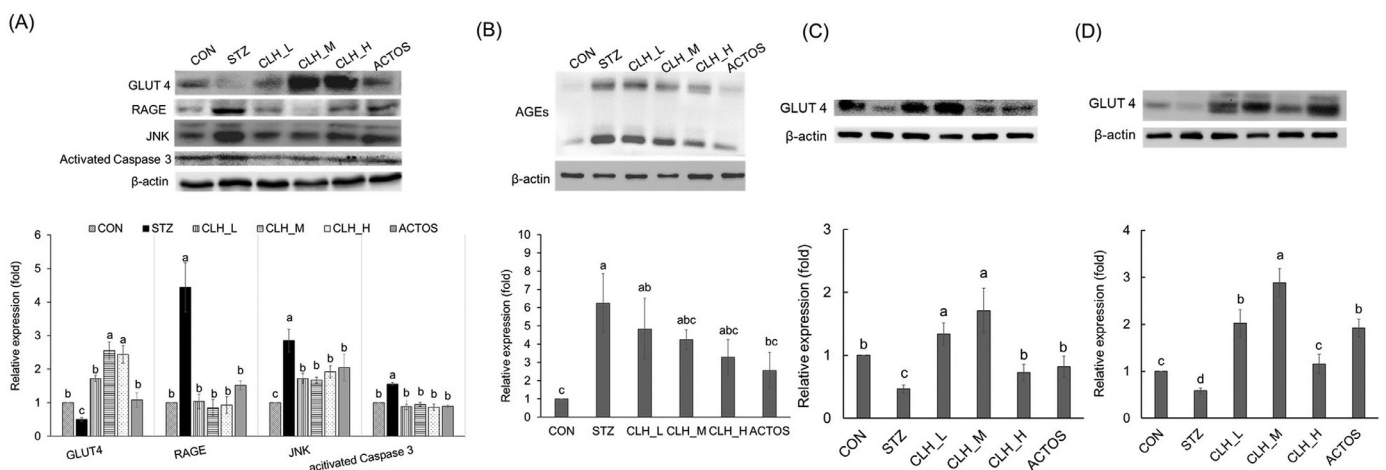 (A)
CON STZ CLH_L CLH_M CLH_H ACTOS
GLUT 4
RAGE
JNK
Activated Caspase 3
β-actin
CON STZ CLH_L CLH_M CLH_H ACTOS
Relative expression (fold)
6
5
4
3
2
1
0
b c b a a b
b a b b b b
c a b b b b
b a b b b b
GLUT4 RAGE JNK acitivated Caspase 3
(B)
CON STZ CLH_L CLH_M CLH_H ACTOS
AGEs
β-actin
Relative expression (fold)
10
9
8
7
6
5
4
3
2
1
0
c a ab abc abc bc
CON STZ CLH_L CLH_M CLH_H ACTOS
(C)
GLUT 4
β-actin
Relative expression (fold)
3
2
1
0
b c a a b b
CON STZ CLH_L CLH_M CLH_H ACTOS
(D)
GLUT 4
β-actin
Relative expression (fold)
4
3
2
1
0
c d b a c b
CON STZ CLH_L CLH_M CLH_H ACTOS